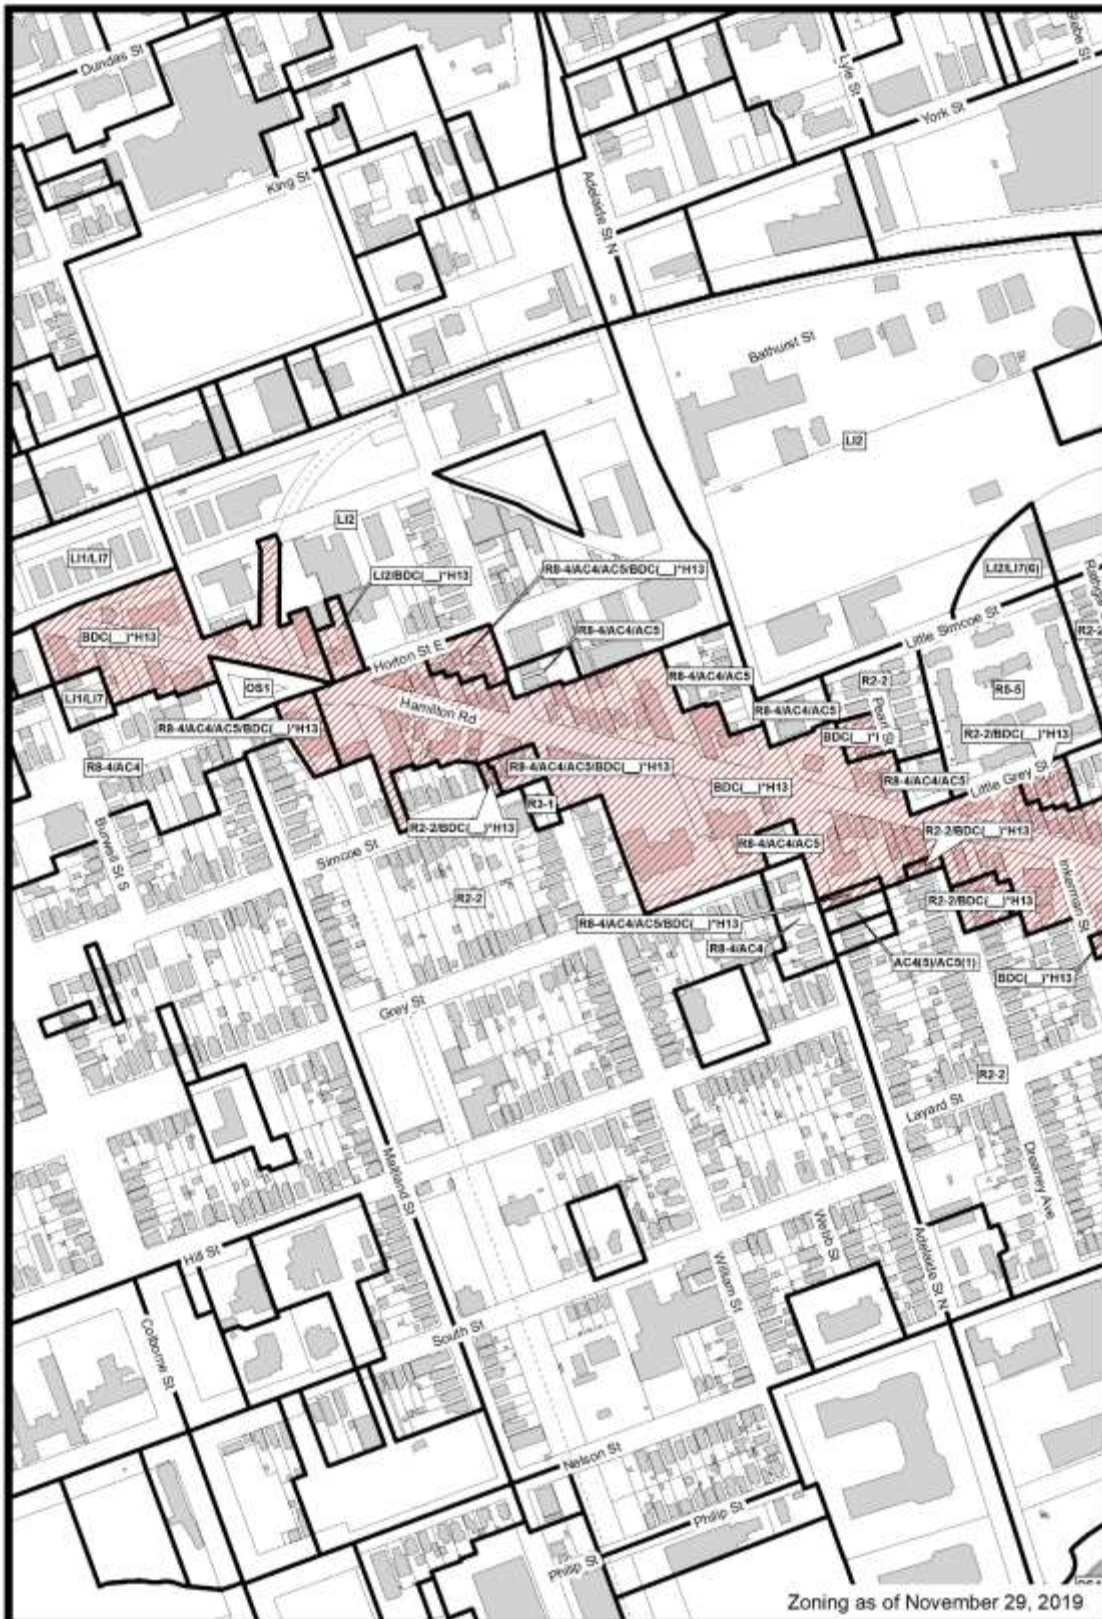 Dundas St
Lyle St
York St
King St
Adelaide St N
Bathurst St
LI2
LI2
LI1/LI7
LI2/BDC(__)*H13
R8-4/AC4/AC5/BDC(__)*H13
LI2/LI7(6)
BDC(__)*H13
R8-4/AC4/AC5
Little Simcoe St
Horton St E
LI1/LI7
OS1
R8-4/AC4/AC5
R2-2
R5-5
Hamilton Rd
R8-4/AC4/AC5
Pearl St
R8-4/AC4/AC5/BDC(__)*H13
R2-2/BDC(__)*H13
R8-4/AC4
R8-4/AC4/AC5/BDC(__)*H13
R8-4/AC4/AC5
Little Grey St
BDC(__)*H13
R3-1
R2-2/BDC(__)*H13
R2-2/BDC(__)*H13
Simcoe St
R8-4/AC4/AC5
Inkerman St
R2-2
R2-2/BDC(__)*H13
R8-4/AC4/AC5/BDC(__)*H13
R8-4/AC4
AC4(5)/AC5(1)
BDC(__)*H13
Grey St
R2-2
Layard St
Maitland St
Dreaney Ave
Webb St
Hill St
William St
Adelaide St N
South St
Colborne St
Nelson St
Philip St
Philip St
Zoning as of November 29, 2019